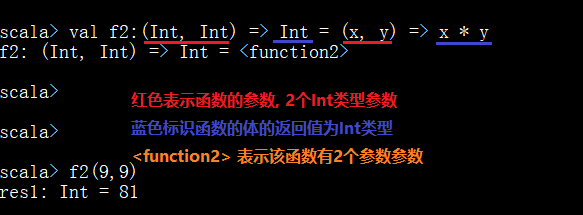 scala> val f2:(Int, Int) => Int = (x, y) => x * y
f2: (Int, Int) => Int = <function2>
scala>
红色表示函数的参数, 2个Int类型参数
scala>
蓝色标识函数的体的返回值为Int类型
<function2> 表示该函数有2个参数参数
scala> f2(9,9)
res1: Int = 81